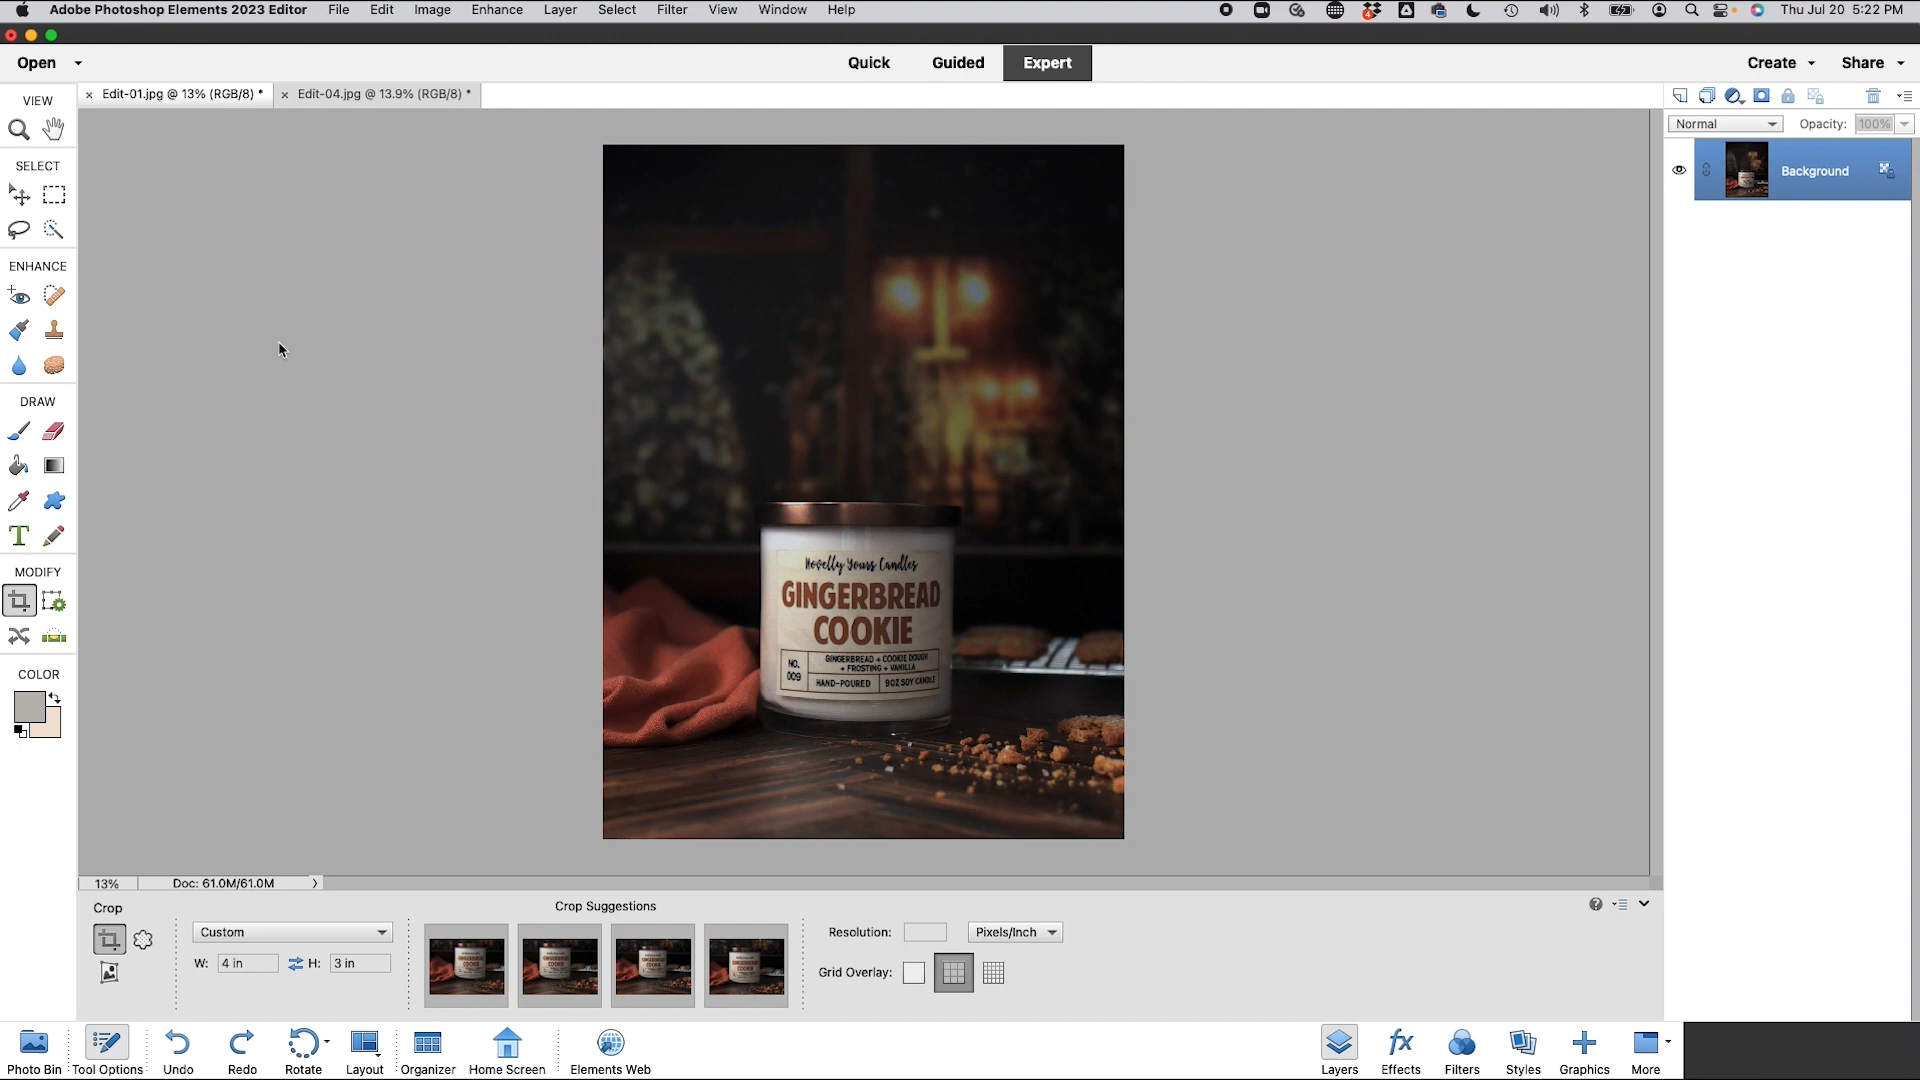 Adobe Photoshop Elements 2023 Editor File Edit Image Enhance Layer Select Filter View Window Help
4
Thu Jul 20 5:22 PM
Open
Quick
Guided
Expert
Create
Share
× Edit-01.jpg @ 13% (RGB/8) *
× Edit-04.jpg @ 13.9% (RGB/8) *
VIEW
SELECT
ENHANCE
DRAW
T
MODIFY
COLOR
Normal
Opacity: 100%
Background
Novelly Yours Candles
GINGERBREAD
COOKIE
NO. 009
GINGERBREAD + COOKIE DOUGH
+ FROSTING + VANILLA
HAND-POURED
9OZ SOY CANDLE
13%
Doc: 61.0M/61.0M >
Crop
Custom
W: 4 in
H: 3 in
Crop Suggestions
Resolution:
Pixels/Inch
Grid Overlay:
Photo Bin
Tool Options
Undo
Redo
Rotate
Layout
Organizer
Home Screen
Elements Web
Layers
fx
Effects
Filters
Styles
Graphics
More